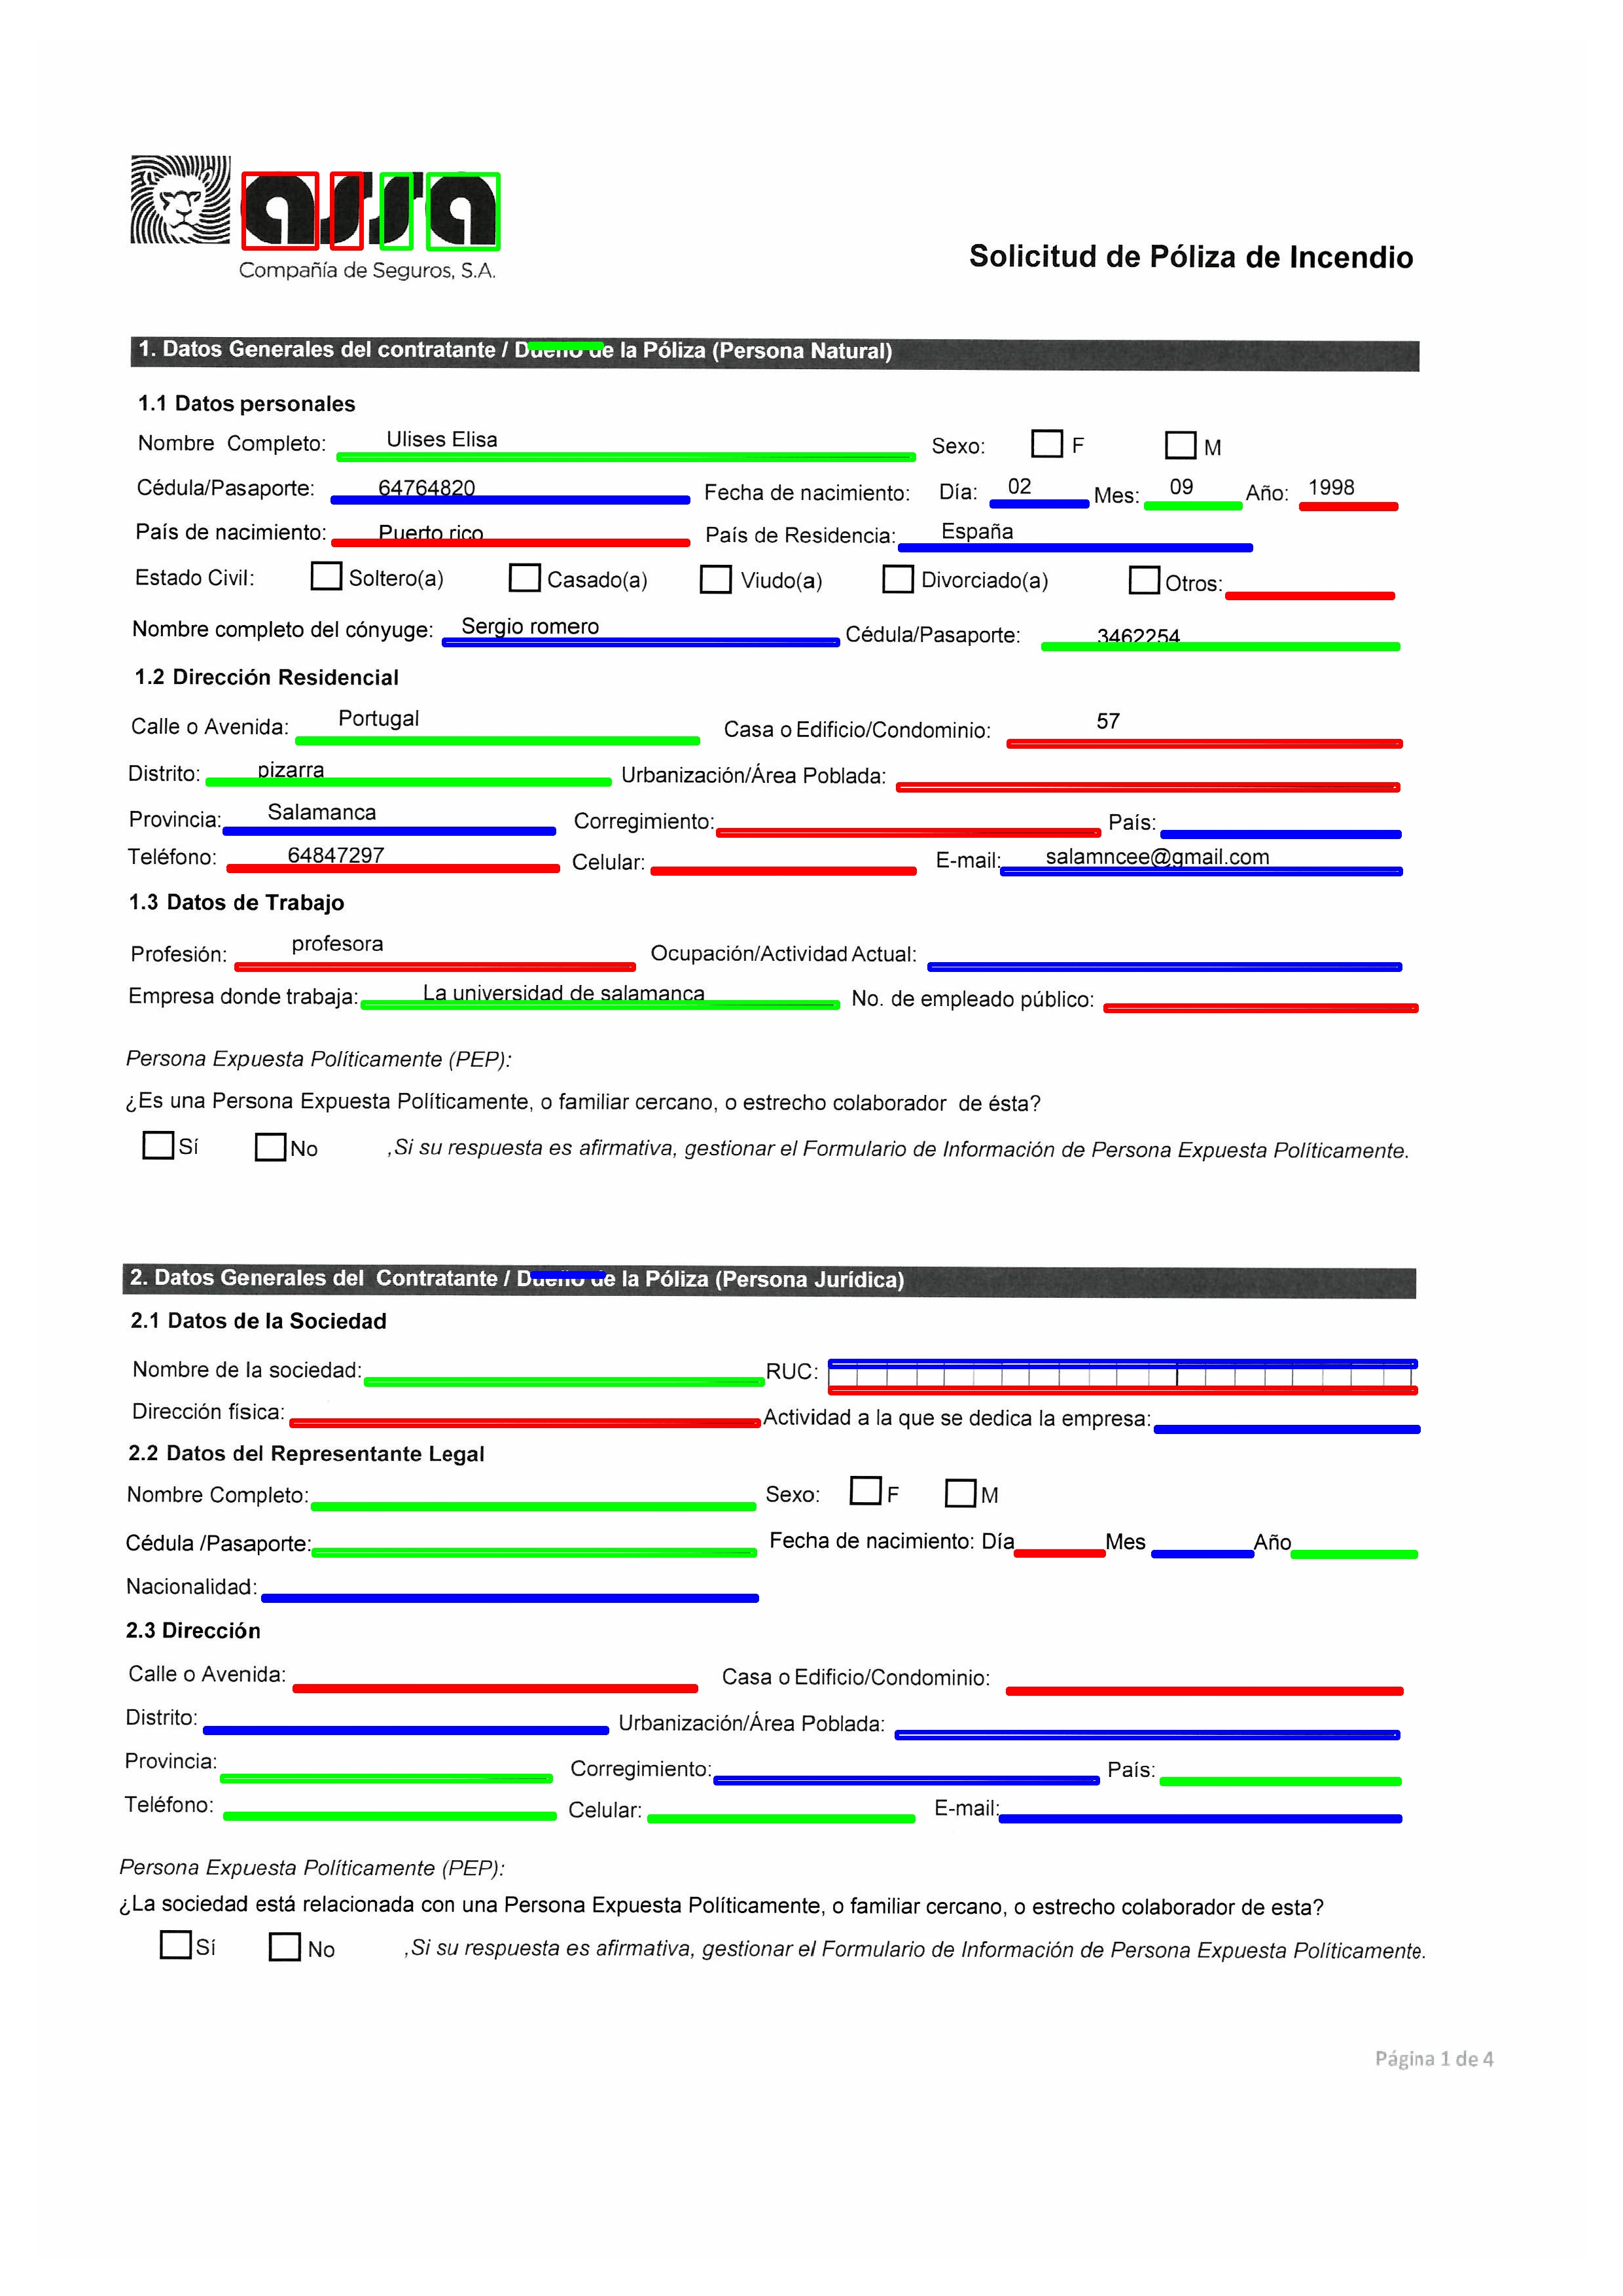 assa
Compañía de Seguros, S.A.
Solicitud de Póliza de Incendio
1. Datos Generales del contratante / Dueño de la Póliza (Persona Natural)
1.1 Datos personales
Nombre Completo: Ulises Elisa Sexo: F M
Cédula/Pasaporte: 64764820 Fecha de nacimiento: Día: 02 Mes: 09 Año: 1998
País de nacimiento: Puerto rico País de Residencia: España
Estado Civil: Soltero(a) Casado(a) Viudo(a) Divorciado(a) Otros:
Nombre completo del cónyuge: Sergio romero Cédula/Pasaporte: 3462254
1.2 Dirección Residencial
Calle o Avenida: Portugal Casa o Edificio/Condominio: 57
Distrito: pizarra Urbanización/Área Poblada:
Provincia: Salamanca Corregimiento: País:
Teléfono: 64847297 Celular: E-mail: salamncee@gmail.com
1.3 Datos de Trabajo
Profesión: profesora Ocupación/Actividad Actual:
Empresa donde trabaja: La universidad de salamanca No. de empleado público:
Persona Expuesta Políticamente (PEP):
¿Es una Persona Expuesta Políticamente, o familiar cercano, o estrecho colaborador de ésta?
Sí No ,Si su respuesta es afirmativa, gestionar el Formulario de Información de Persona Expuesta Políticamente.
2. Datos Generales del Contratante / Dueño de la Póliza (Persona Jurídica)
2.1 Datos de la Sociedad
Nombre de la sociedad: RUC:
Dirección física: Actividad a la que se dedica la empresa:
2.2 Datos del Representante Legal
Nombre Completo: Sexo: F M
Cédula /Pasaporte: Fecha de nacimiento: Día Mes Año
Nacionalidad:
2.3 Dirección
Calle o Avenida: Casa o Edificio/Condominio:
Distrito: Urbanización/Área Poblada:
Provincia: Corregimiento: País:
Teléfono: Celular: E-mail:
Persona Expuesta Políticamente (PEP):
¿La sociedad está relacionada con una Persona Expuesta Políticamente, o familiar cercano, o estrecho colaborador de esta?
Sí No ,Si su respuesta es afirmativa, gestionar el Formulario de Información de Persona Expuesta Políticamente.
Página 1 de 4